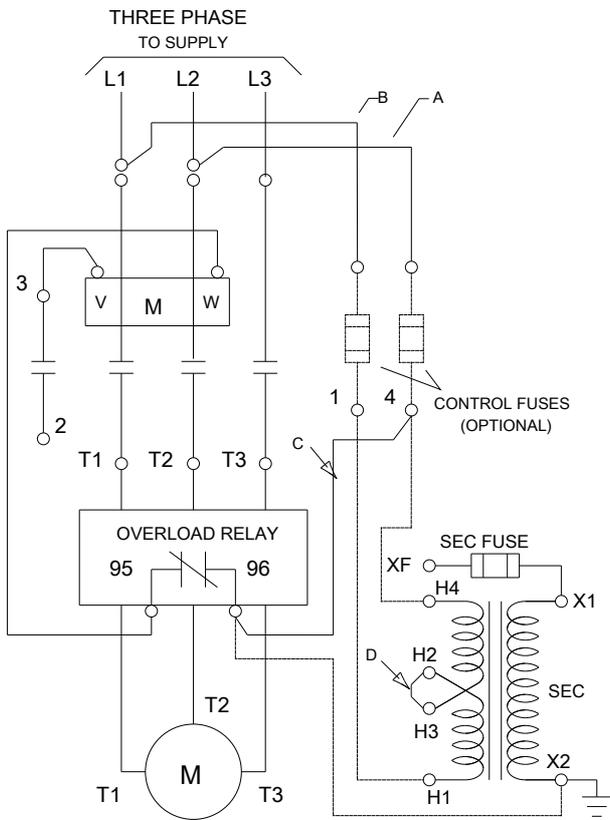 THREE PHASE
TO SUPPLY
L1 L2 L3
B A
3
V M W
1 4
CONTROL FUSES
(OPTIONAL)
2
C
T1 T2 T3
OVERLOAD RELAY
95 96
SEC FUSE
XF
H4 X1
D H2
SEC
H3
T2
X2
M
T1 T3
H1